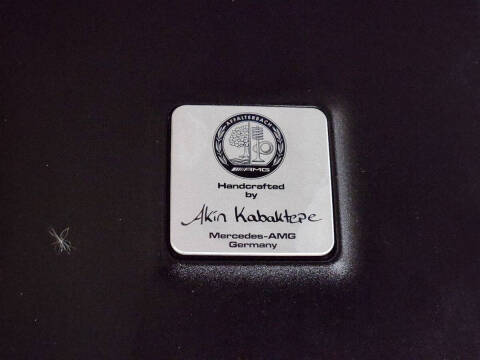 AFFALTERBACH
AMG
Handcrafted
by
Akin Kabaktepe
Mercedes-AMG
Germany